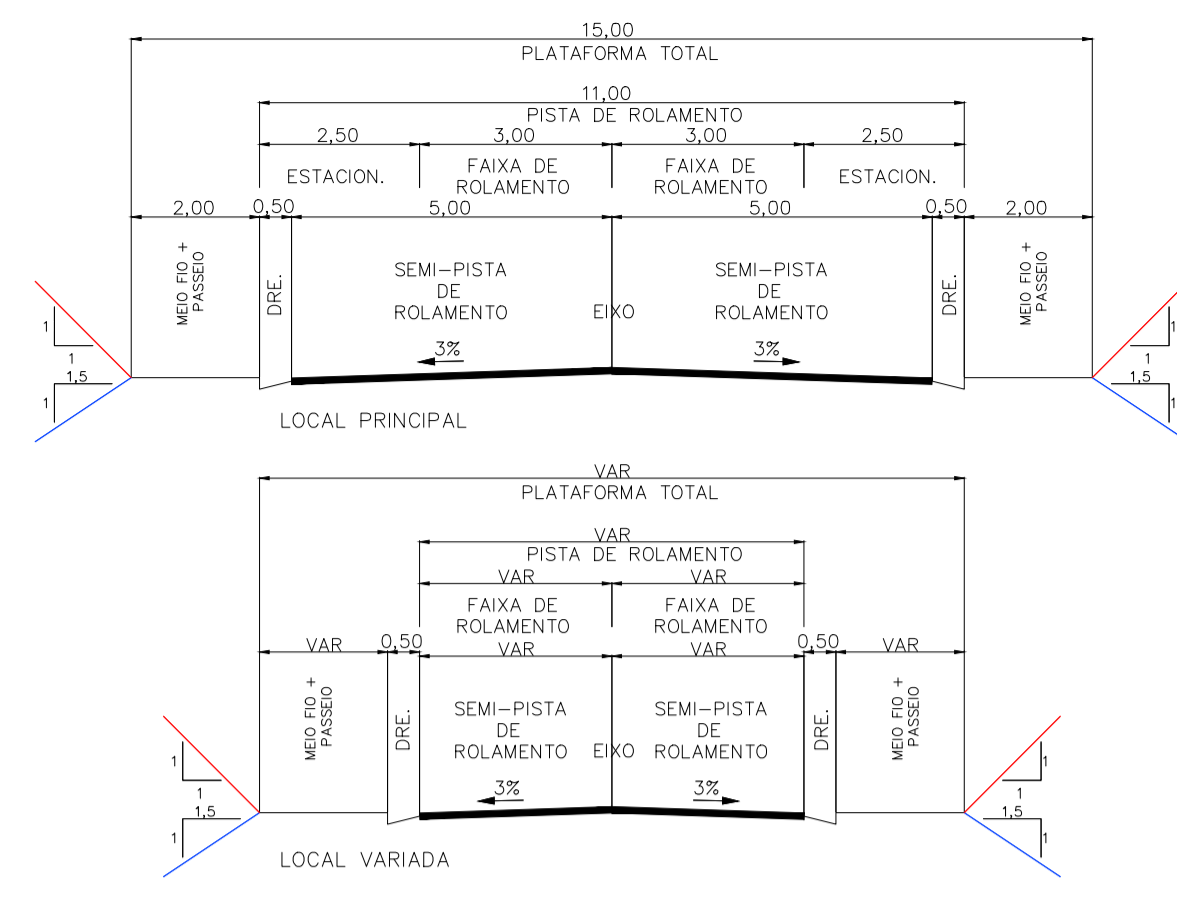 15,00
PLATAFORMA TOTAL
11,00
PISTA DE ROLAMENTO
2,50 3,00 3,00 2,50
ESTACION.
FAIXA DE
ROLAMENTO
FAIXA DE
ROLAMENTO
ESTACION.
2,00 0,50 5,00 5,00 0,50 2,00
MEIO FIO +
PASSEIO
DRE.
SEMI-PISTA
DE
ROLAMENTO
EIXO
SEMI-PISTA
DE
ROLAMENTO
DRE.
MEIO FIO +
PASSEIO
1
1
1,5
1
3%
3%
1
1
1,5
1
LOCAL PRINCIPAL
VAR
PLATAFORMA TOTAL
VAR
PISTA DE ROLAMENTO
VAR VAR
FAIXA DE
ROLAMENTO
FAIXA DE
ROLAMENTO
VAR 0,50 VAR VAR 0,50 VAR
MEIO FIO +
PASSEIO
DRE.
SEMI-PISTA
DE
ROLAMENTO
EIXO
SEMI-PISTA
DE
ROLAMENTO
DRE.
MEIO FIO +
PASSEIO
1
1
1,5
1
3%
3%
1
1
1,5
1
LOCAL VARIADA